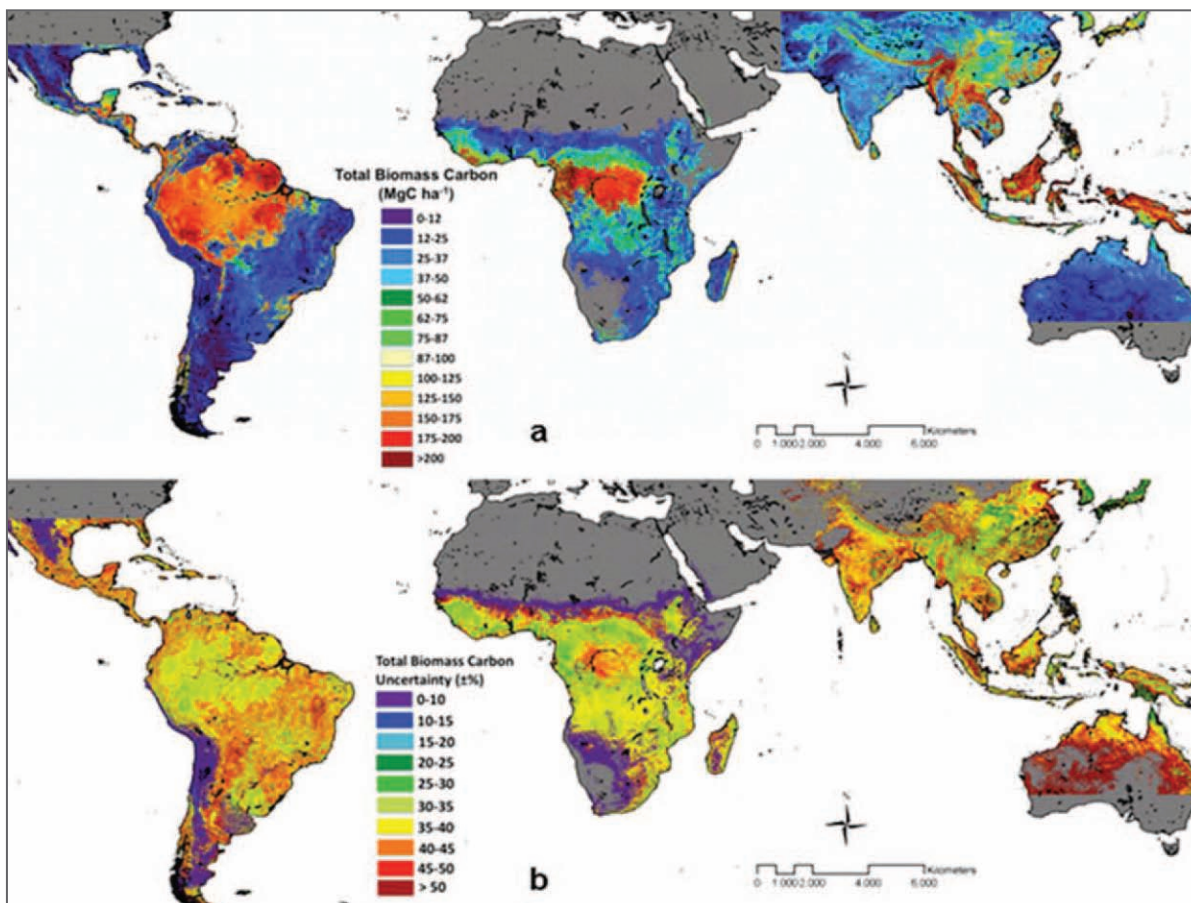 Total Biomass Carbon
(MgC ha⁻¹)
0-12
12-25
25-37
37-50
50-62
62-75
75-87
87-100
100-125
125-150
150-175
175-200
>200
a
N
Kilometers
0 1.000 2.000 4.000 6.000
Total Biomass Carbon
Uncertainty (±%)
0-10
10-15
15-20
20-25
25-30
30-35
35-40
40-45
45-50
> 50
b
N
Kilometers
0 1.000 2.000 4.000 6.000